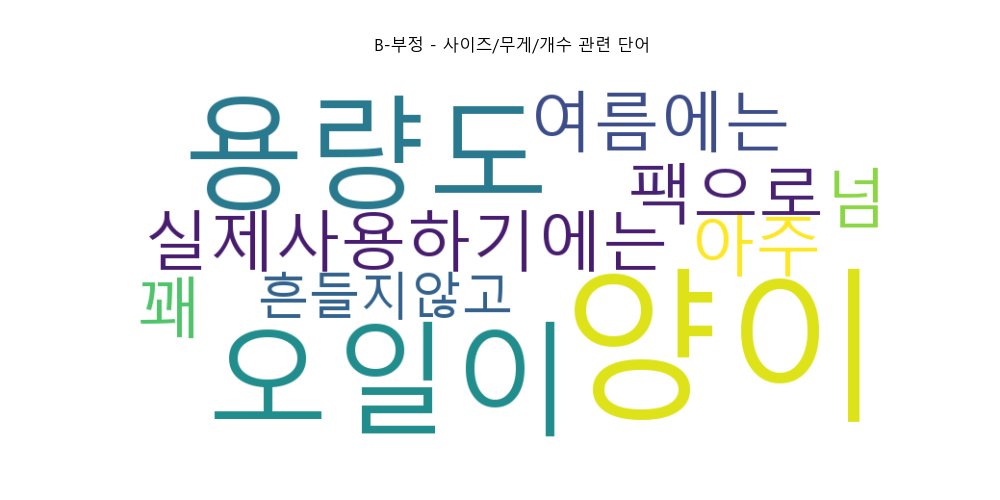 B-부정 - 사이즈/무게/개수 관련 단어
용량도
여름에는
팩으로
넘
실제사용하기에는
아주
꽤
흔들지않고
오일이
양이